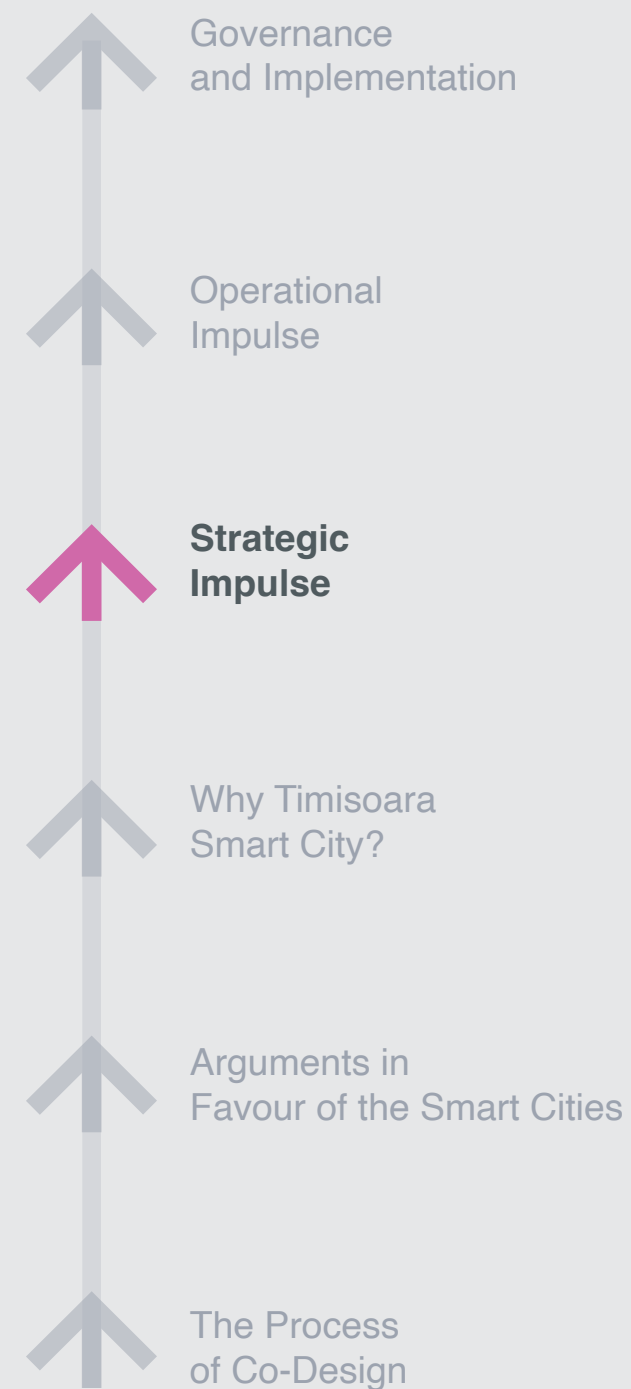 Governance
and Implementation
Operational
Impulse
Strategic
Impulse
Why Timisoara
Smart City?
Arguments in
Favour of the Smart Cities
The Process
of Co-Design